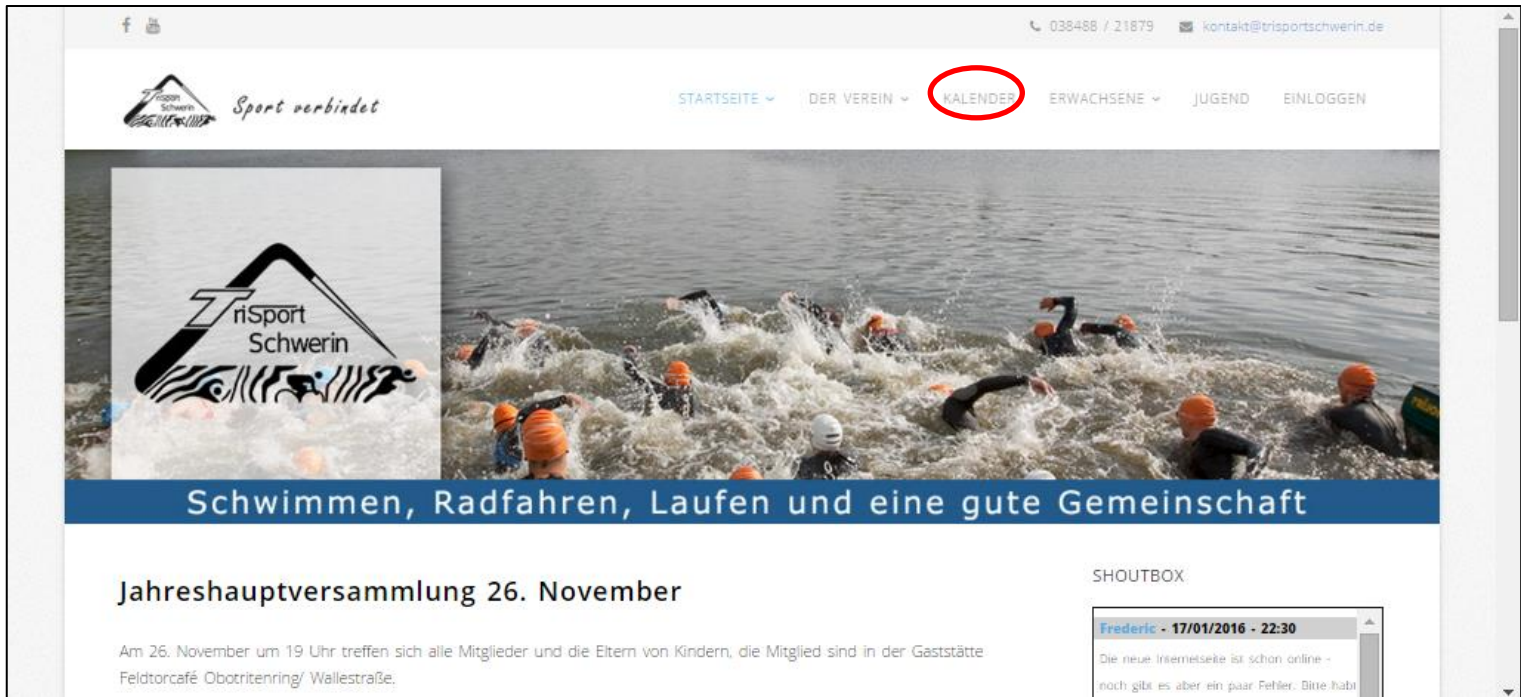 038488 / 21879 kontakt@trisportschwerin.de
TriSport
Schwerin
Sport verbindet
STARTSEITE DER VEREIN KALENDER ERWACHSENE JUGEND EINLOGGEN
TriSport
Schwerin
Schwimmen, Radfahren, Laufen und eine gute Gemeinschaft
Jahreshauptversammlung 26. November
Am 26. November um 19 Uhr treffen sich alle Mitglieder und die Eltern von Kindern, die Mitglied sind in der Gaststätte
Feldtorcafé Obotritenring/ Wallestraße.
SHOUTBOX
Frederic - 17/01/2016 - 22:30
Die neue Internetseite ist schon online -
noch gibt es aber ein paar Fehler. Bitte habt